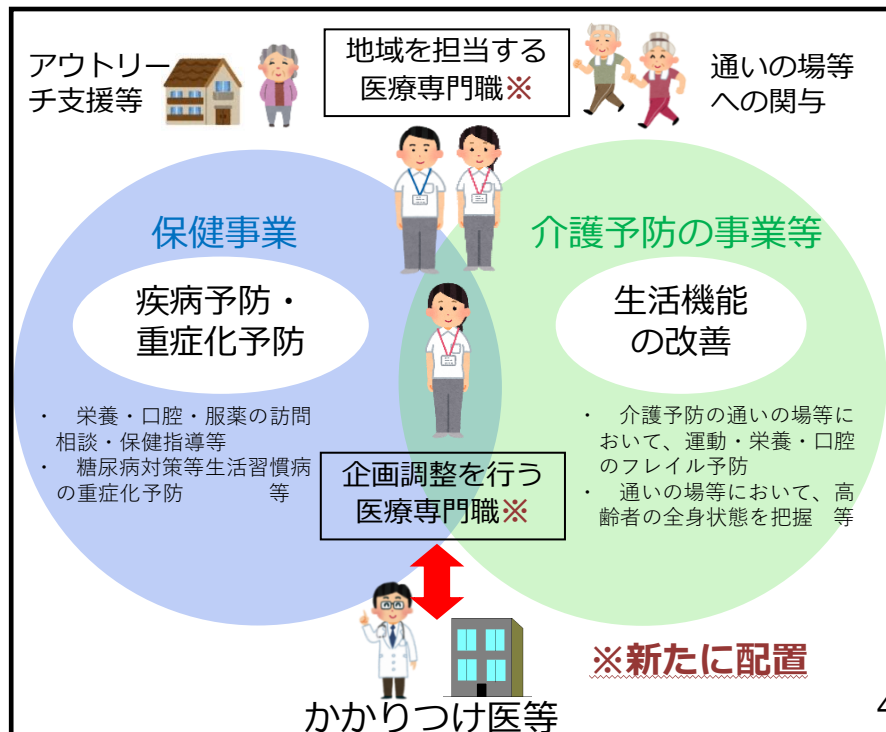 アウトリー
チ支援等
地域を担当する
医療専門職※
通いの場等
への関与
保健事業
疾病予防・
重症化予防
・　栄養・口腔・服薬の訪問
相談・保健指導等
・　糖尿病対策等生活習慣病
の重症化予防　　　　等
介護予防の事業等
生活機能
の改善
・　介護予防の通いの場等に
おいて、運動・栄養・口腔
のフレイル予防
・　通いの場等において、高
齢者の全身状態を把握　等
企画調整を行う
医療専門職※
かかりつけ医等
※新たに配置
4